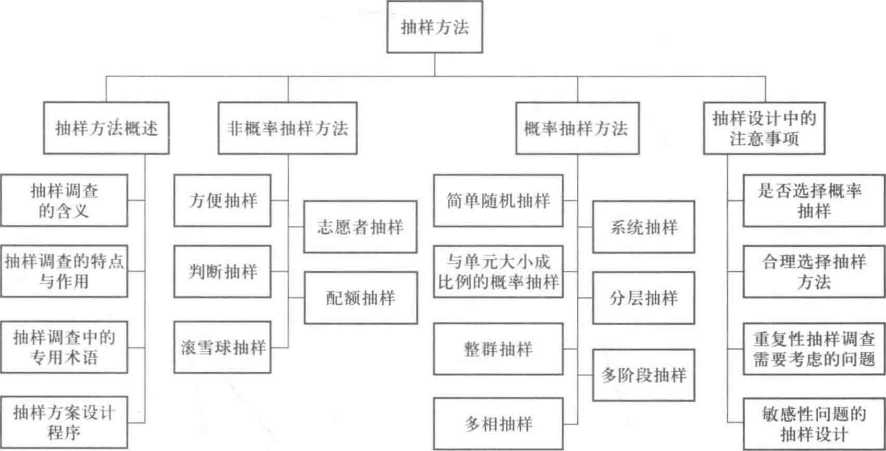 抽样方法
抽样方法概述
非概率抽样方法
概率抽样方法
抽样设计中的
注意事项
抽样调查
的含义
抽样调查的特点
与作用
抽样调查中的
专用术语
抽样方案设计
程序
方便抽样
志愿者抽样
判断抽样
配额抽样
滚雪球抽样
简单随机抽样
系统抽样
与单元大小成
比例的概率抽样
分层抽样
整群抽样
多阶段抽样
多相抽样
是否选择概率
抽样
合理选择抽样
方法
重复性抽样调查
需要考虑的问题
敏感性问题的
抽样设计